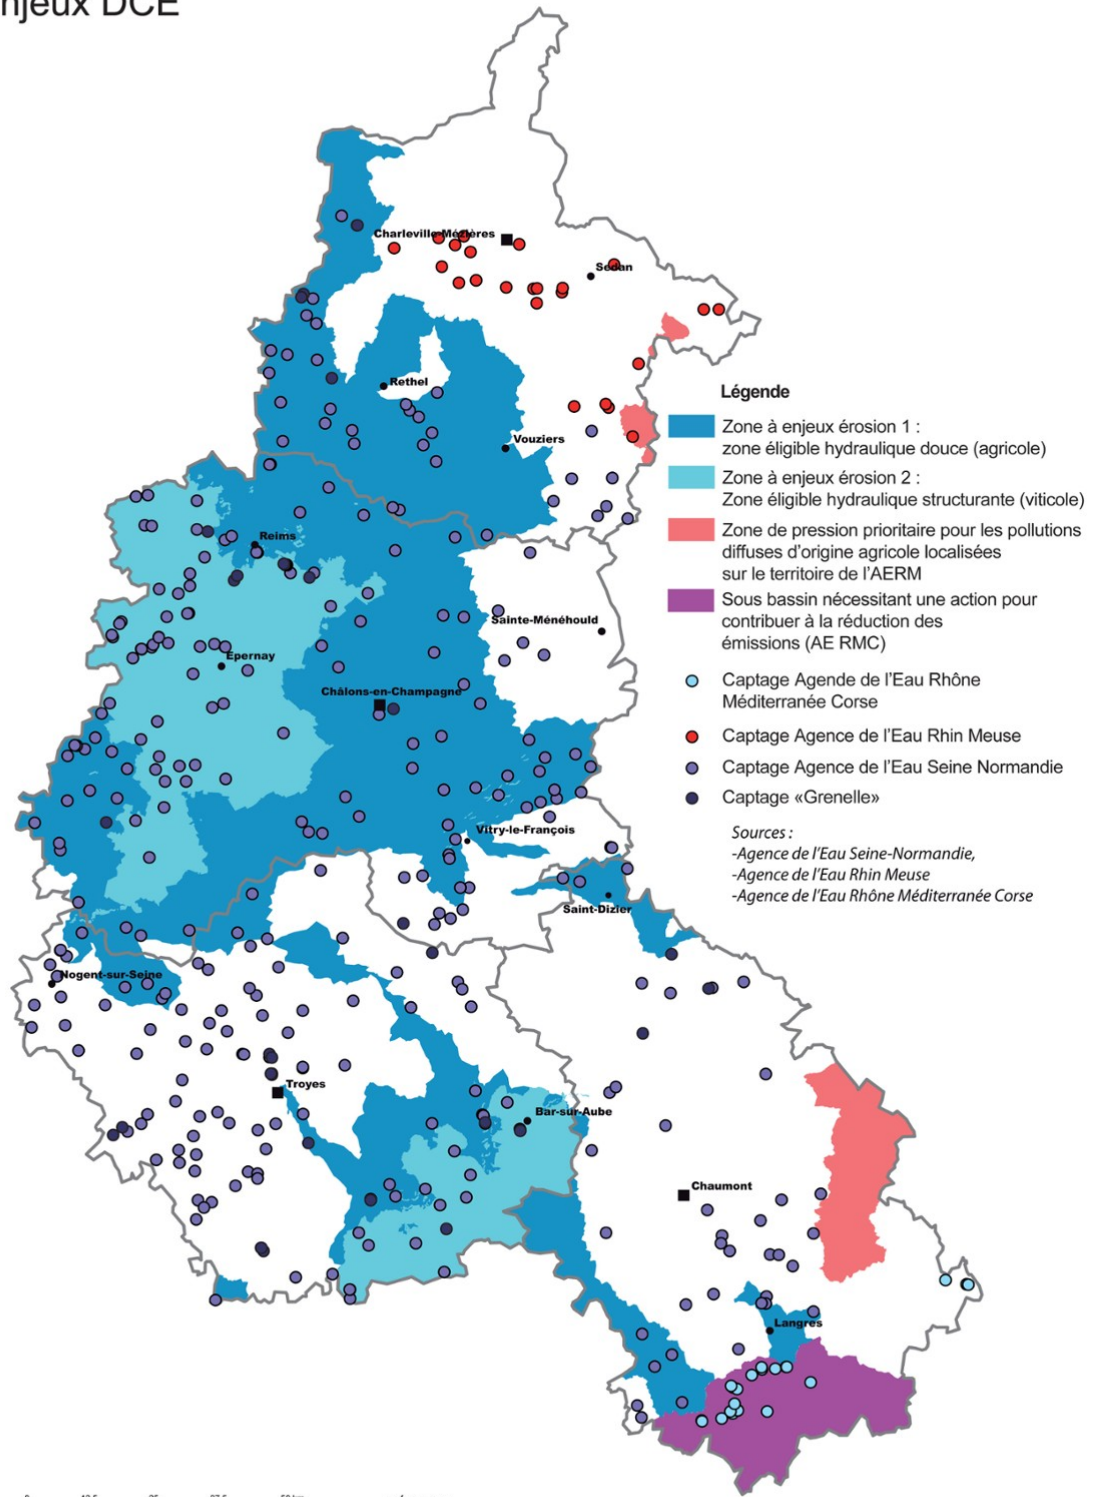 njeux DCE
Charleville-Mézières
Sedan
Rethel
Vouziers
Reims
Sainte-Ménéhould
Epernay
Châlons-en-Champagne
Vitry-le-François
Saint-Dizier
Nogent-sur-Seine
Troyes
Bar-sur-Aube
Chaumont
Langres
Légende
Zone à enjeux érosion 1 :
zone éligible hydraulique douce (agricole)
Zone à enjeux érosion 2 :
Zone éligible hydraulique structurante (viticole)
Zone de pression prioritaire pour les pollutions
diffuses d'origine agricole localisées
sur le territoire de l'AERM
Sous bassin nécessitant une action pour
contribuer à la réduction des
émissions (AE RMC)
Captage Agende de l'Eau Rhône
Méditerranée Corse
Captage Agence de l'Eau Rhin Meuse
Captage Agence de l'Eau Seine Normandie
Captage «Grenelle»
Sources :
-Agence de l'Eau Seine-Normandie,
-Agence de l'Eau Rhin Meuse
-Agence de l'Eau Rhône Méditerranée Corse